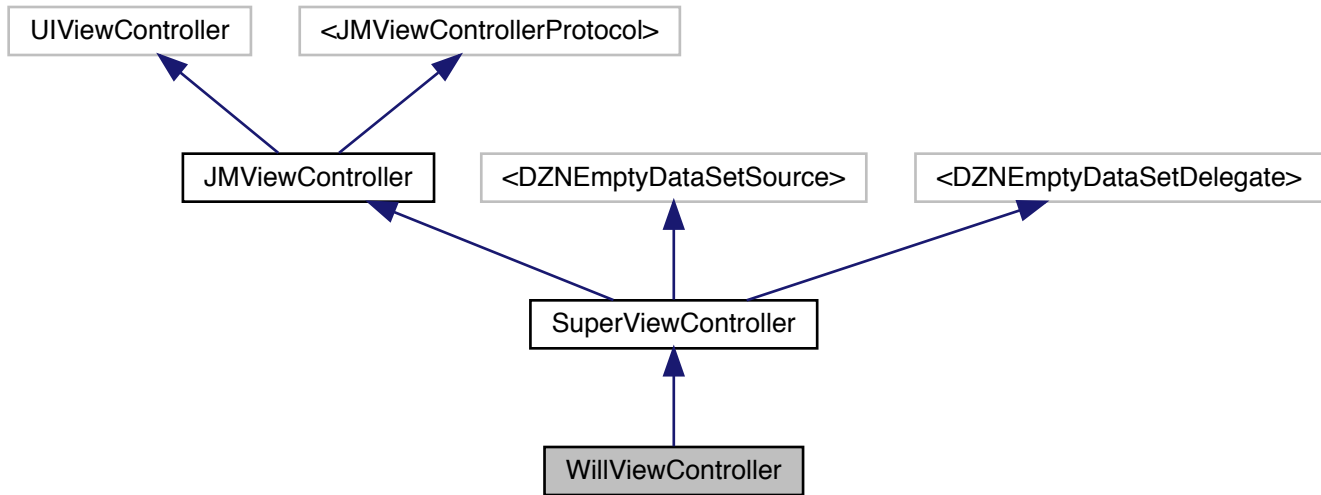 UIViewController
<JMViewControllerProtocol>
JMViewController
<DZNEmptyDataSetSource>
<DZNEmptyDataSetDelegate>
SuperViewController
WillViewController